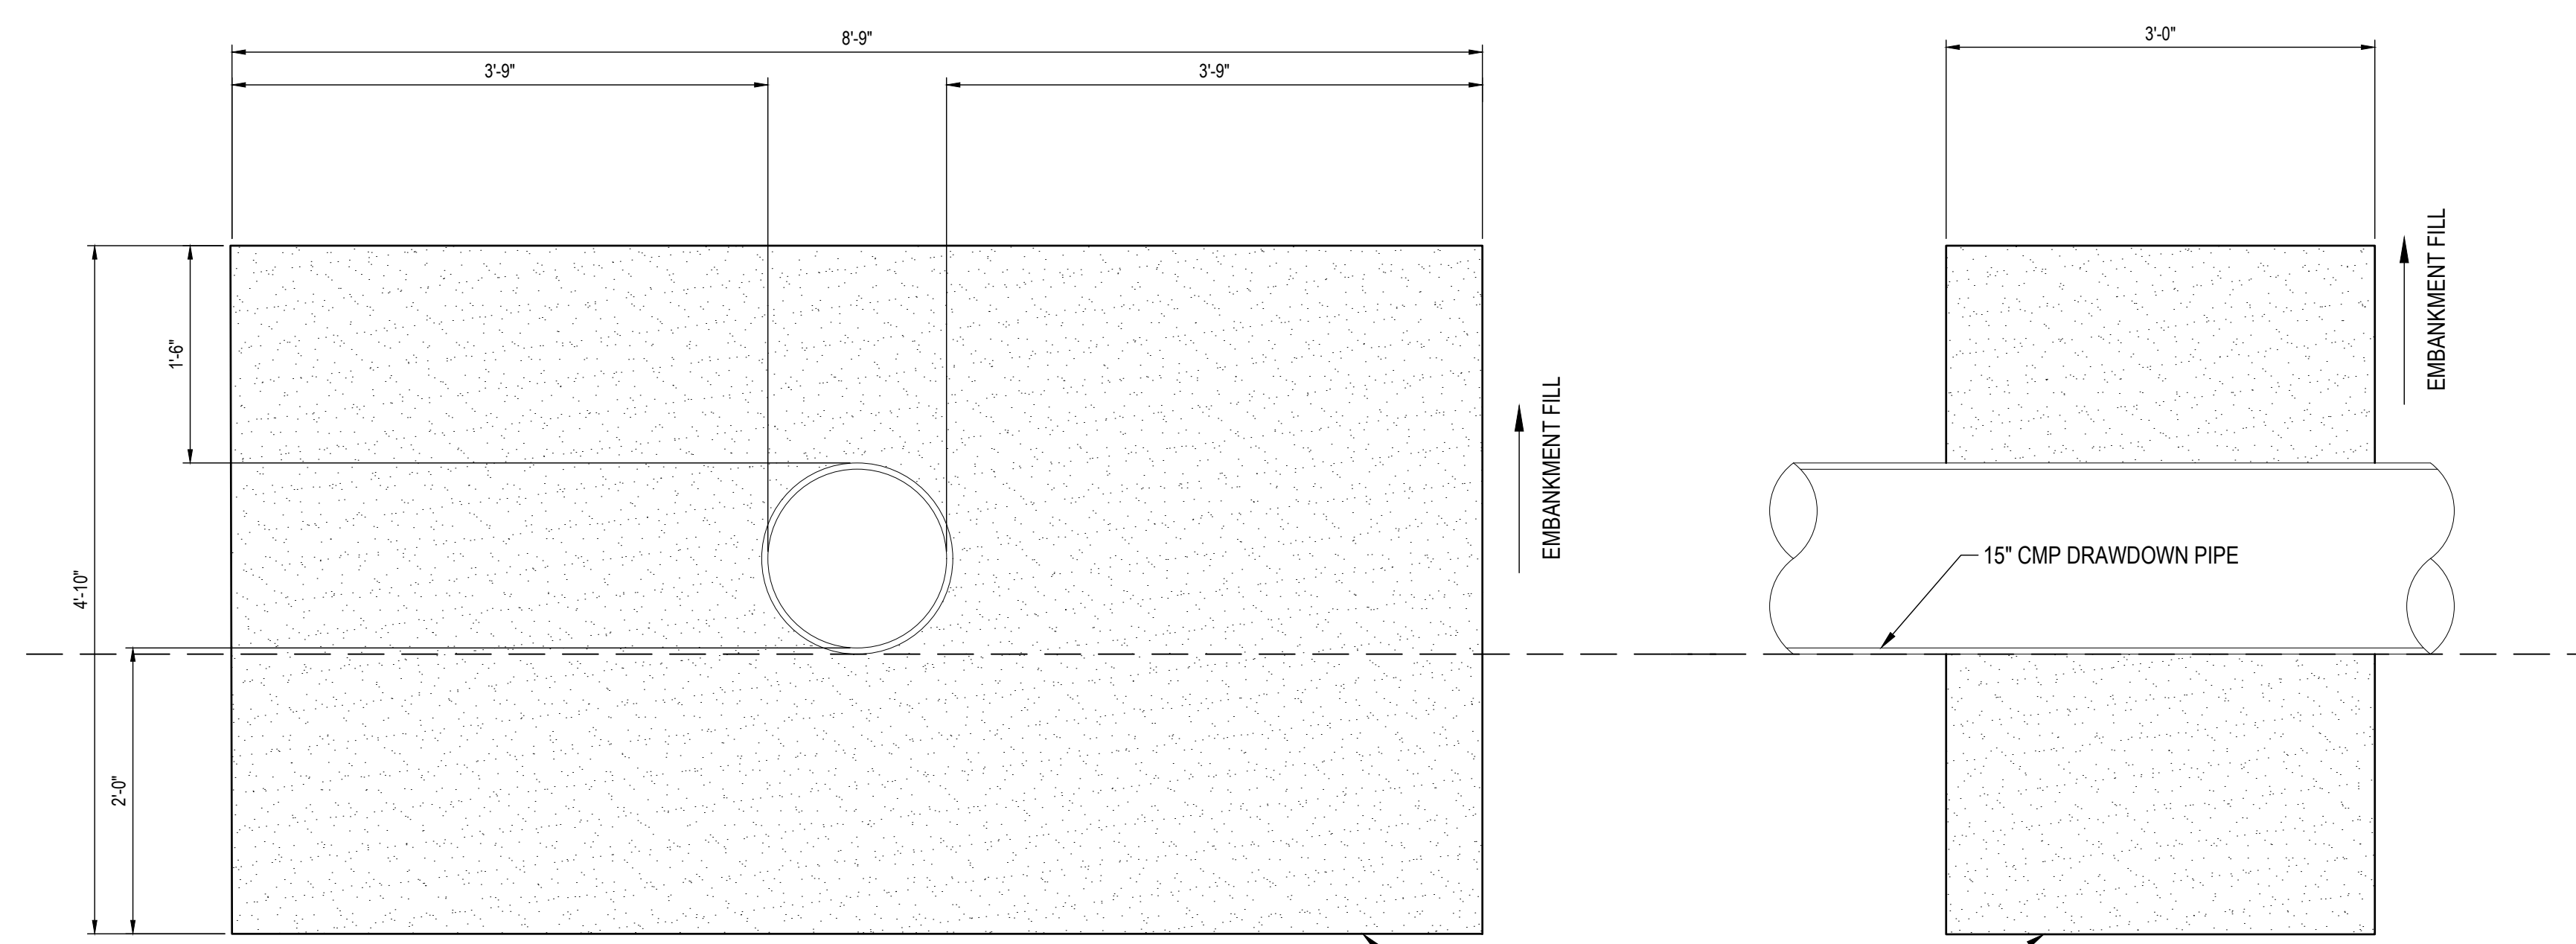 8'-9"
3'-0"
3'-9"
3'-9"
1'-6"
4'-10"
2'-0"
EMBANKMENT FILL
EMBANKMENT FILL
15" CMP DRAWDOWN PIPE